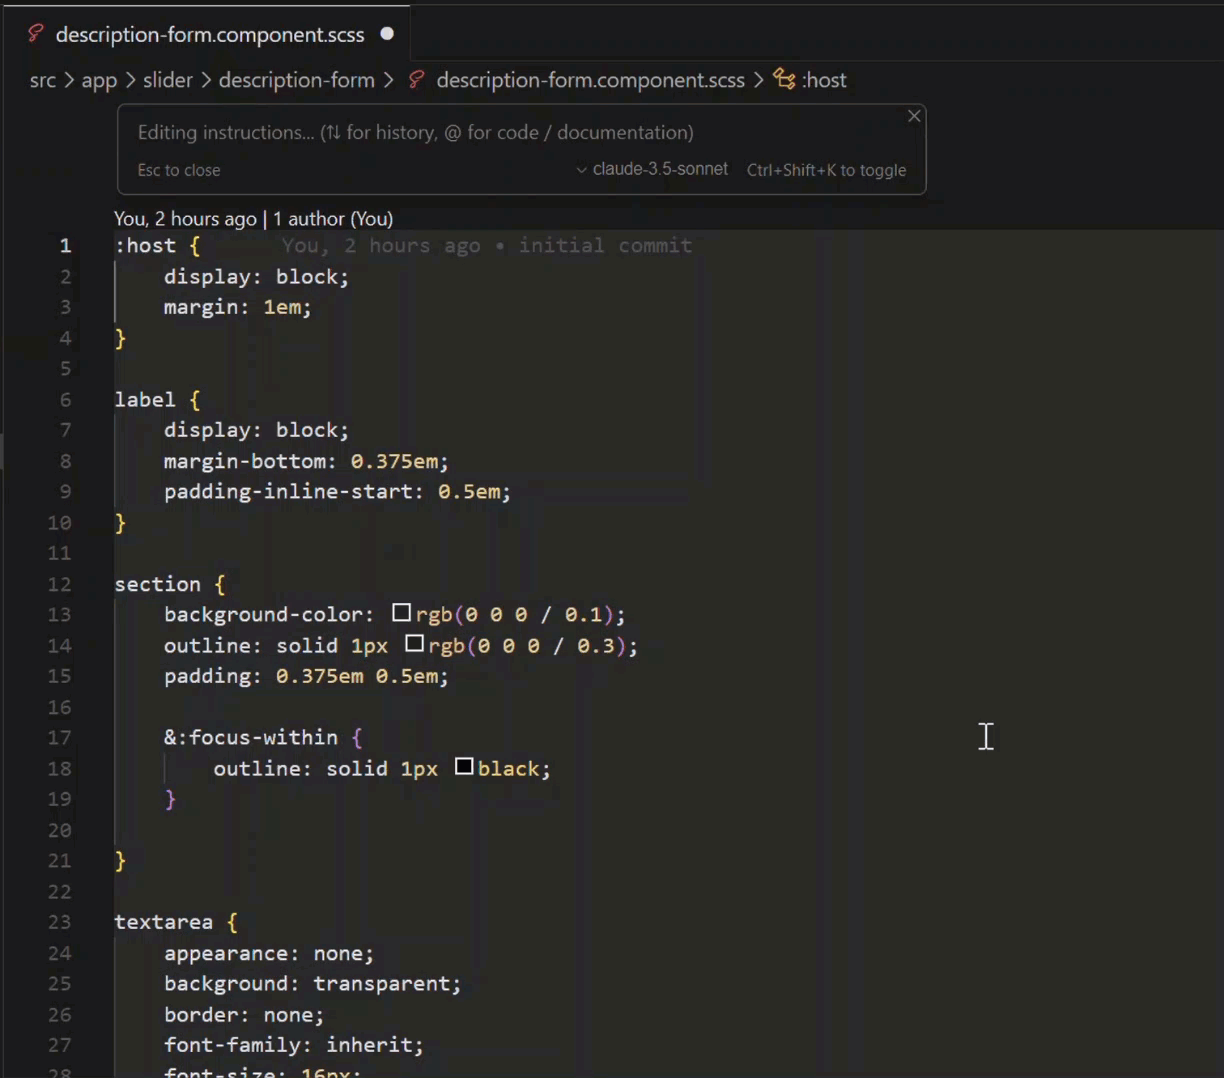 description-form.component.scss
src > app > slider > description-form > description-form.component.scss > :host
Editing instructions... (⇅ for history, @ for code / documentation)
Esc to close claude-3.5-sonnet Ctrl+Shift+K to toggle
You, 2 hours ago | 1 author (You)
1 :host { You, 2 hours ago • initial commit
2 display: block;
3 margin: 1em;
4 }
5
6 label {
7 display: block;
8 margin-bottom: 0.375em;
9 padding-inline-start: 0.5em;
10 }
11
12 section {
13 background-color: rgb(0 0 0 / 0.1);
14 outline: solid 1px rgb(0 0 0 / 0.3);
15 padding: 0.375em 0.5em;
16
17 &:focus-within {
18 outline: solid 1px black;
19 }
20
21 }
22
23 textarea {
24 appearance: none;
25 background: transparent;
26 border: none;
27 font-family: inherit;
28 font-size: 16px;